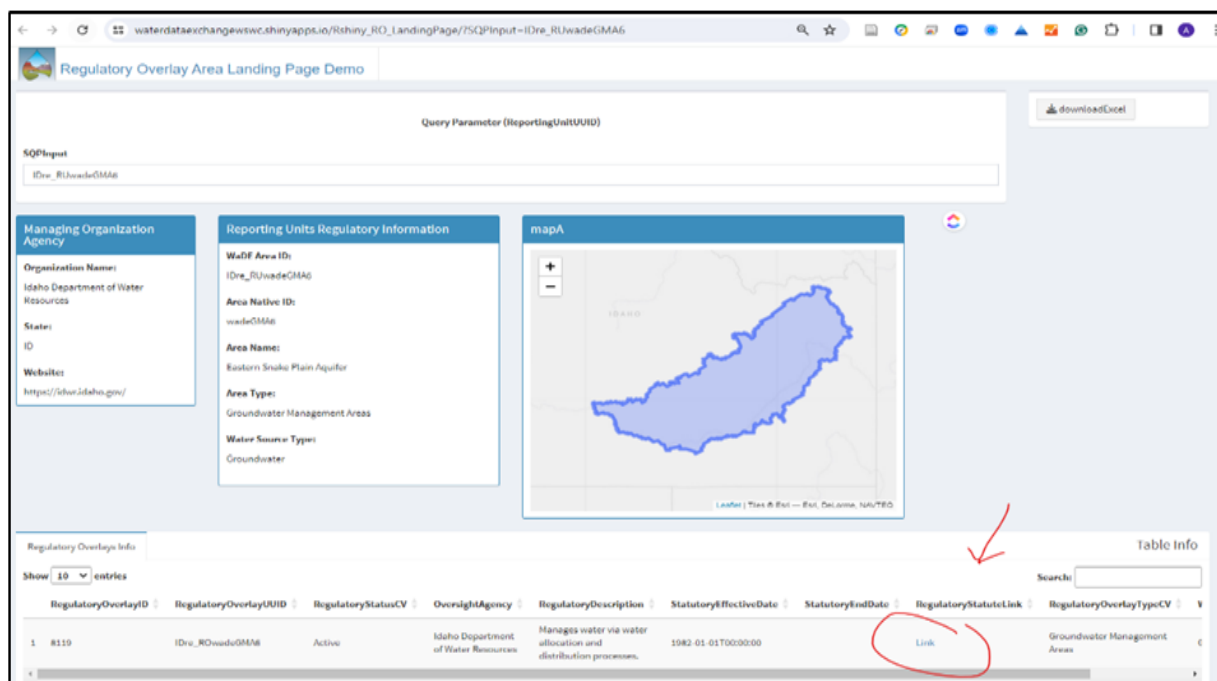 waterdataexchangewswc.shinyapps.io/Rshiny_RO_LandingPage/?SQPInput=IDre_RUwadeGMA6
A
Regulatory Overlay Area Landing Page Demo
downloadExcel
Query Parameter (ReportingUnitUUID)
SQPInput
IDre_RUwadeGMA6
Managing Organization
Agency
Organization Name:
Idaho Department of Water
Resources
State:
ID
Website:
https://idwr.idaho.gov/
Reporting Units Regulatory Information
WaDE Area ID:
IDre_RUwadeGMA6
Area Native ID:
wadeGMA6
Area Name:
Eastern Snake Plain Aquifer
Area Type:
Groundwater Management Areas
Water Source Type:
Groundwater
mapA
+
−
IDAHO
Leaflet | Tiles © Esri — Esri, DeLorme, NAVTEQ
Regulatory Overlays Info
Table Info
Show 10 entries
Search:
RegulatoryOverlayID RegulatoryOverlayUUID RegulatoryStatusCV OversightAgency RegulatoryDescription StatutoryEffectiveDate StatutoryEndDate RegulatoryStatuteLink RegulatoryOverlayTypeCV
1 8119 IDre_ROwadeGMA6 Active Idaho Department of Water Resources Manages water via water allocation and distribution processes. 1982-01-01T00:00:00 Link Groundwater Management Areas